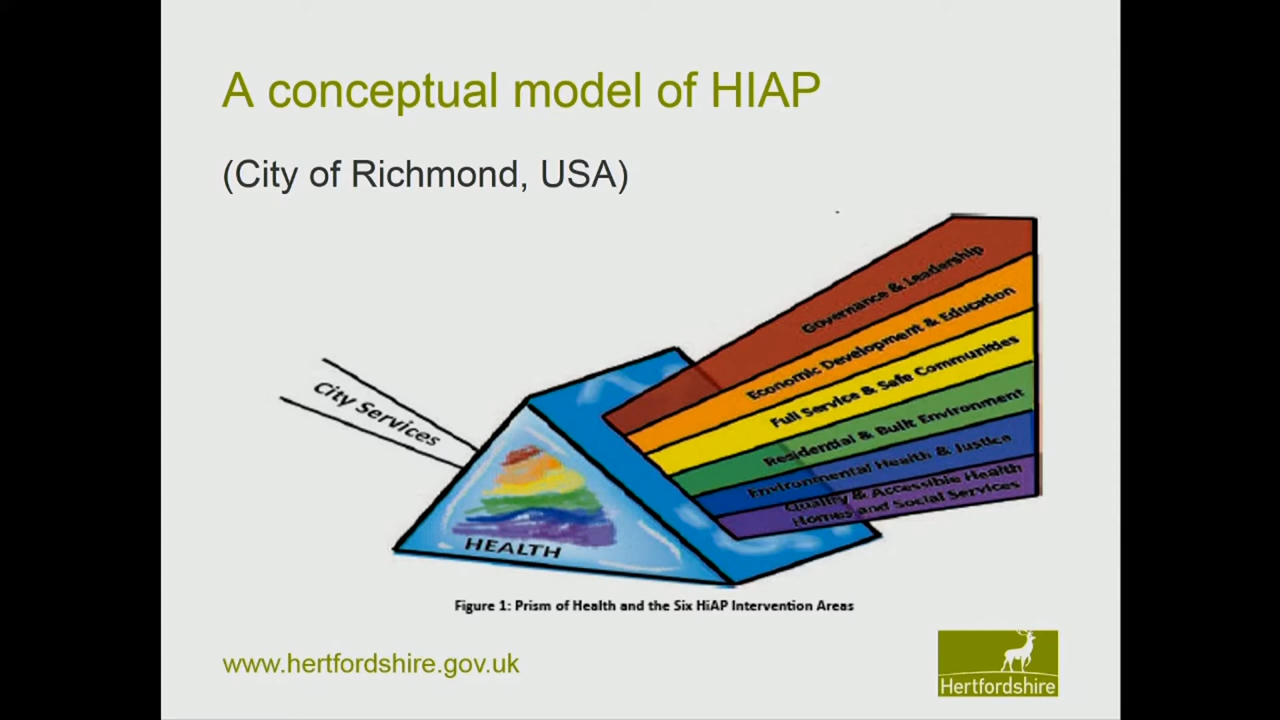 A conceptual model of HIAP
(City of Richmond, USA)
City Services
HEALTH
Governance & Leadership
Economic Development & Education
Full Service & Safe Communities
Residential & Built Environment
Environmental Health & Justice
Quality & Accessible Health
Homes and Social Services
Figure 1: Prism of Health and the Six HiAP Intervention Areas
www.hertfordshire.gov.uk
Hertfordshire